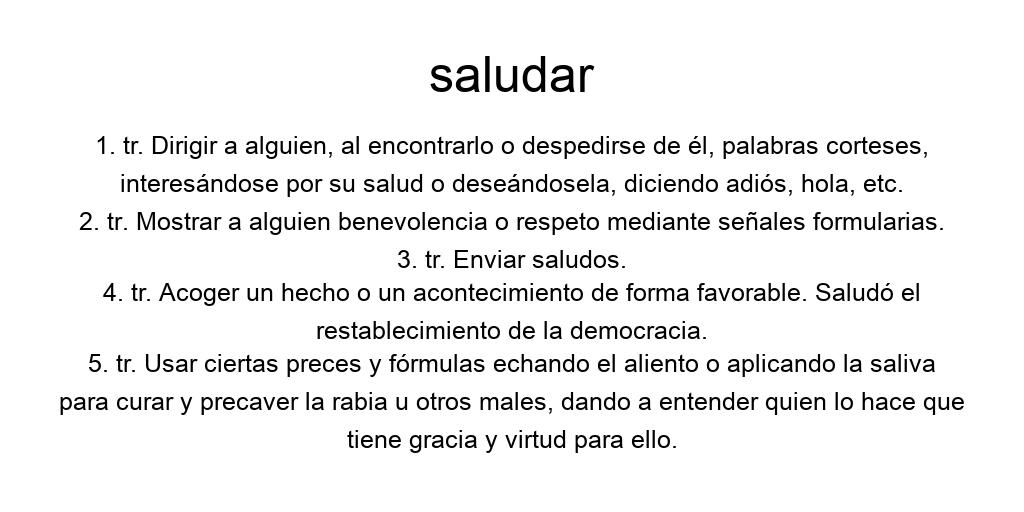 saludar
1. tr. Dirigir a alguien, al encontrarlo o despedirse de él, palabras corteses,
interesándose por su salud o deseándosela, diciendo adiós, hola, etc.
2. tr. Mostrar a alguien benevolencia o respeto mediante señales formularias.
3. tr. Enviar saludos.
4. tr. Acoger un hecho o un acontecimiento de forma favorable. Saludó el
restablecimiento de la democracia.
5. tr. Usar ciertas preces y fórmulas echando el aliento o aplicando la saliva
para curar y precaver la rabia u otros males, dando a entender quien lo hace que
tiene gracia y virtud para ello.